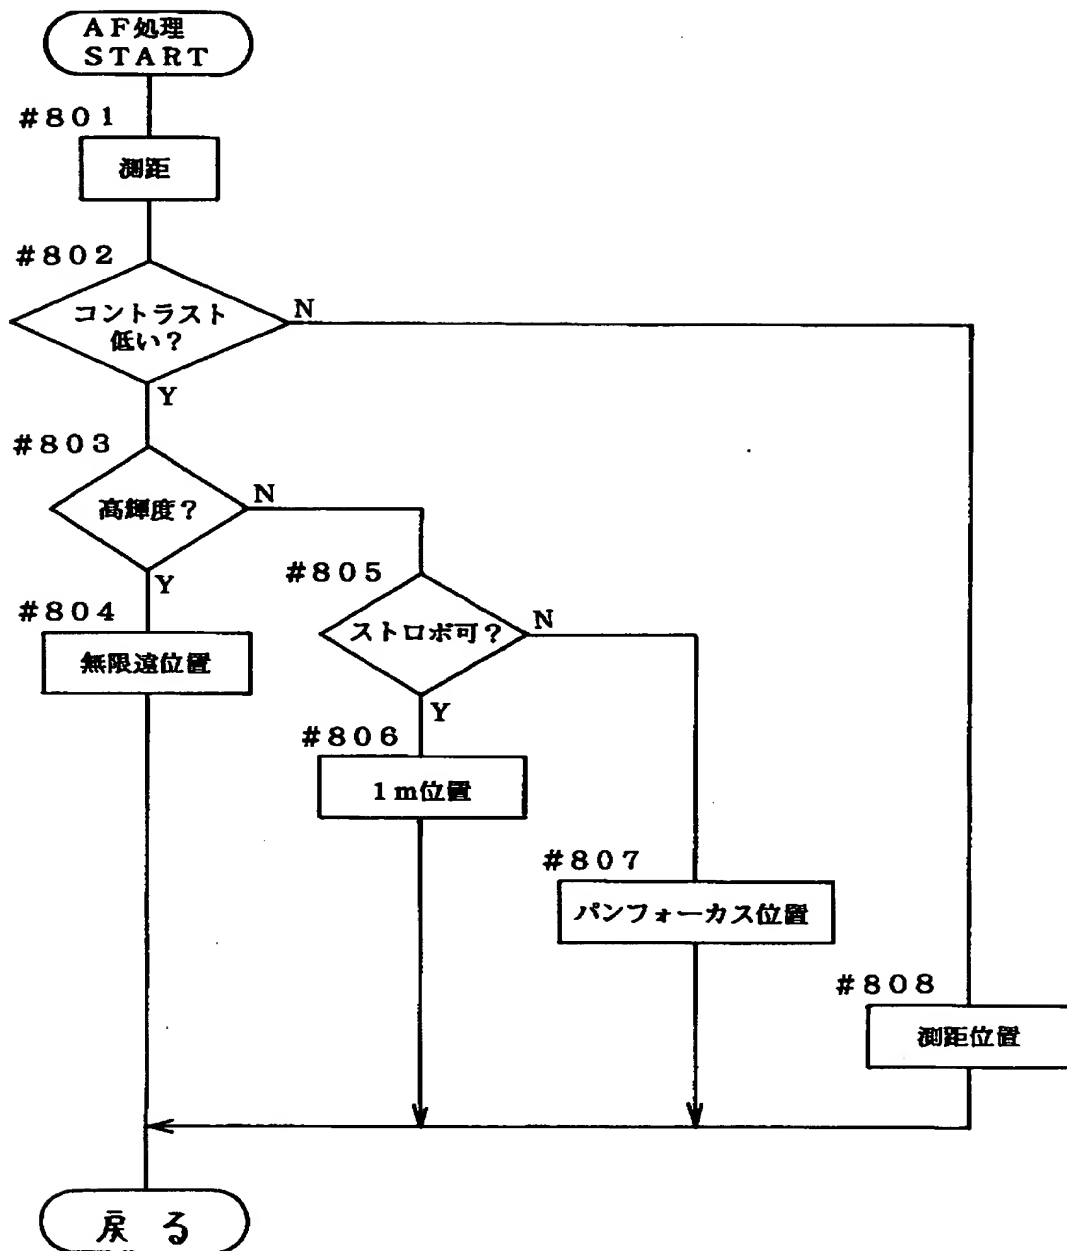 AF処理
START
#801
測距
#802
コントラスト
低い?
N
Y
#803
高輝度?
N
Y
#804
無限遠位置
#805
ストロボ可?
N
Y
#806
1m位置
#807
パンフォーカス位置
#808
測距位置
戻る